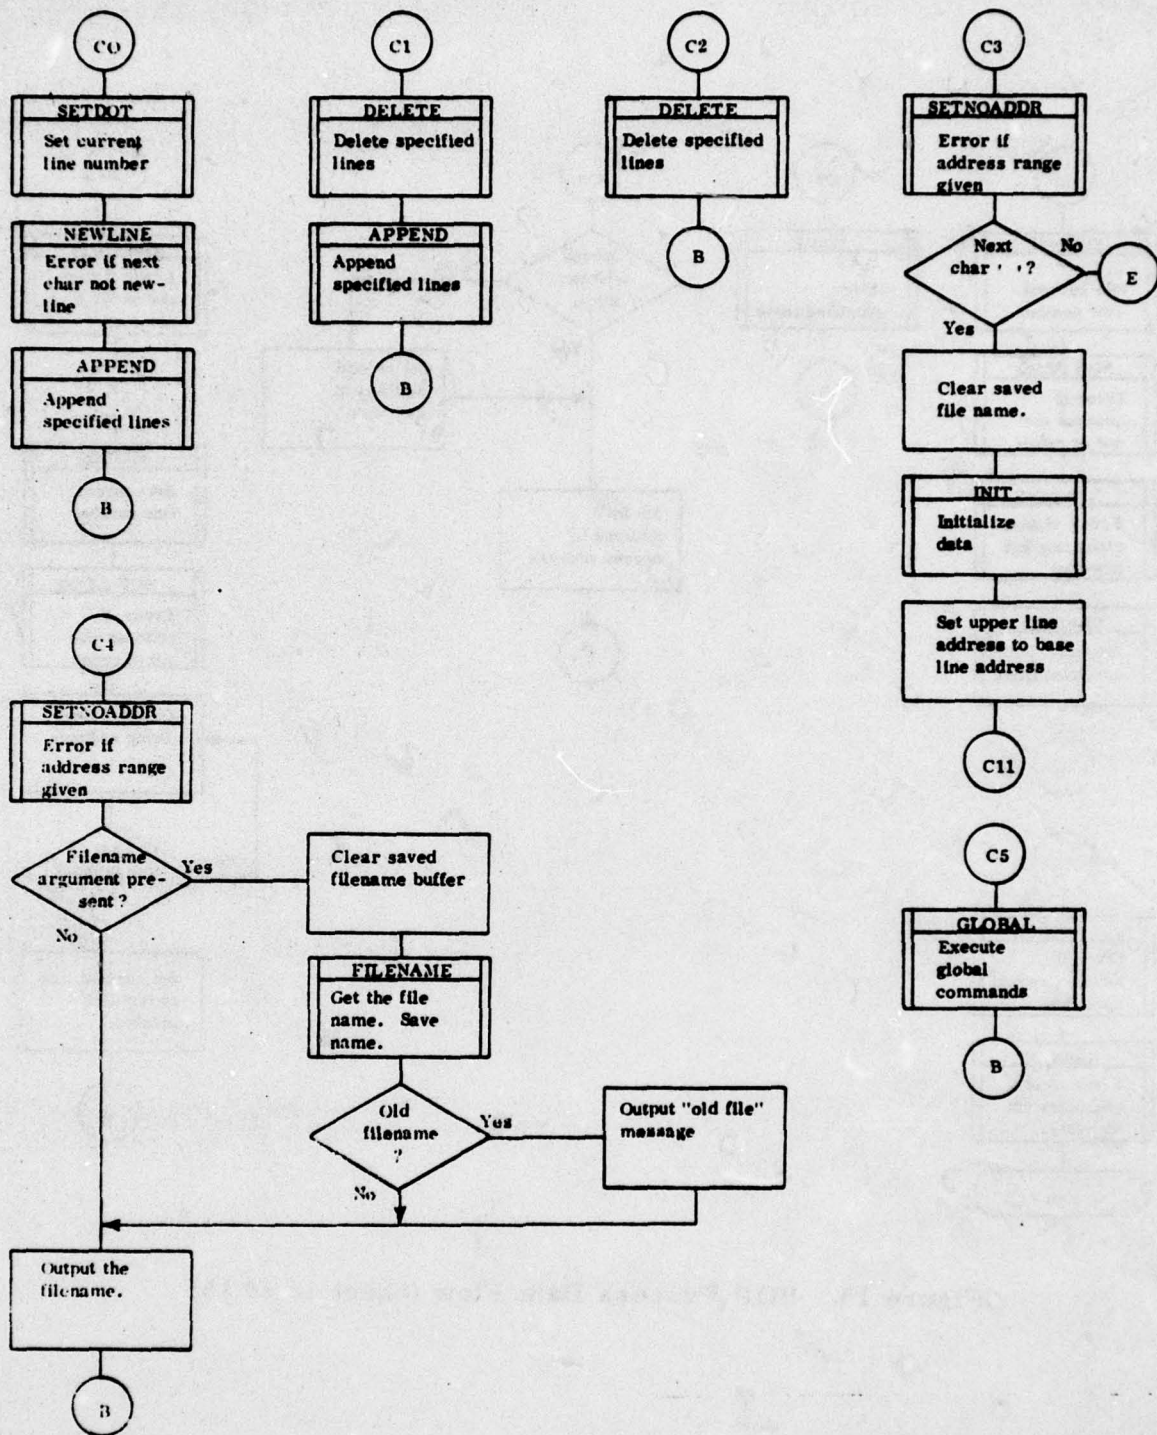 C0
SETDOT
Set current
line number
NEWLINE
Error if next
char not new-
line
APPEND
Append
specified lines
B
C1
DELETE
Delete specified
lines
APPEND
Append
specified lines
B
C2
DELETE
Delete specified
lines
B
C3
SETNOADDR
Error if
address range
given
Next
char ' '?
No
E
Yes
Clear saved
file name.
INIT
Initialize
data
Set upper line
address to base
line address
C11
C4
SETNOADDR
Error if
address range
given
Filename
argument pre-
sent?
Yes
No
Clear saved
filename buffer
FILENAME
Get the file
name. Save
name.
Old
filename
?
Yes
No
Output "old file"
message
Output the
filename.
B
C5
GLOBAL
Execute
global
commands
B